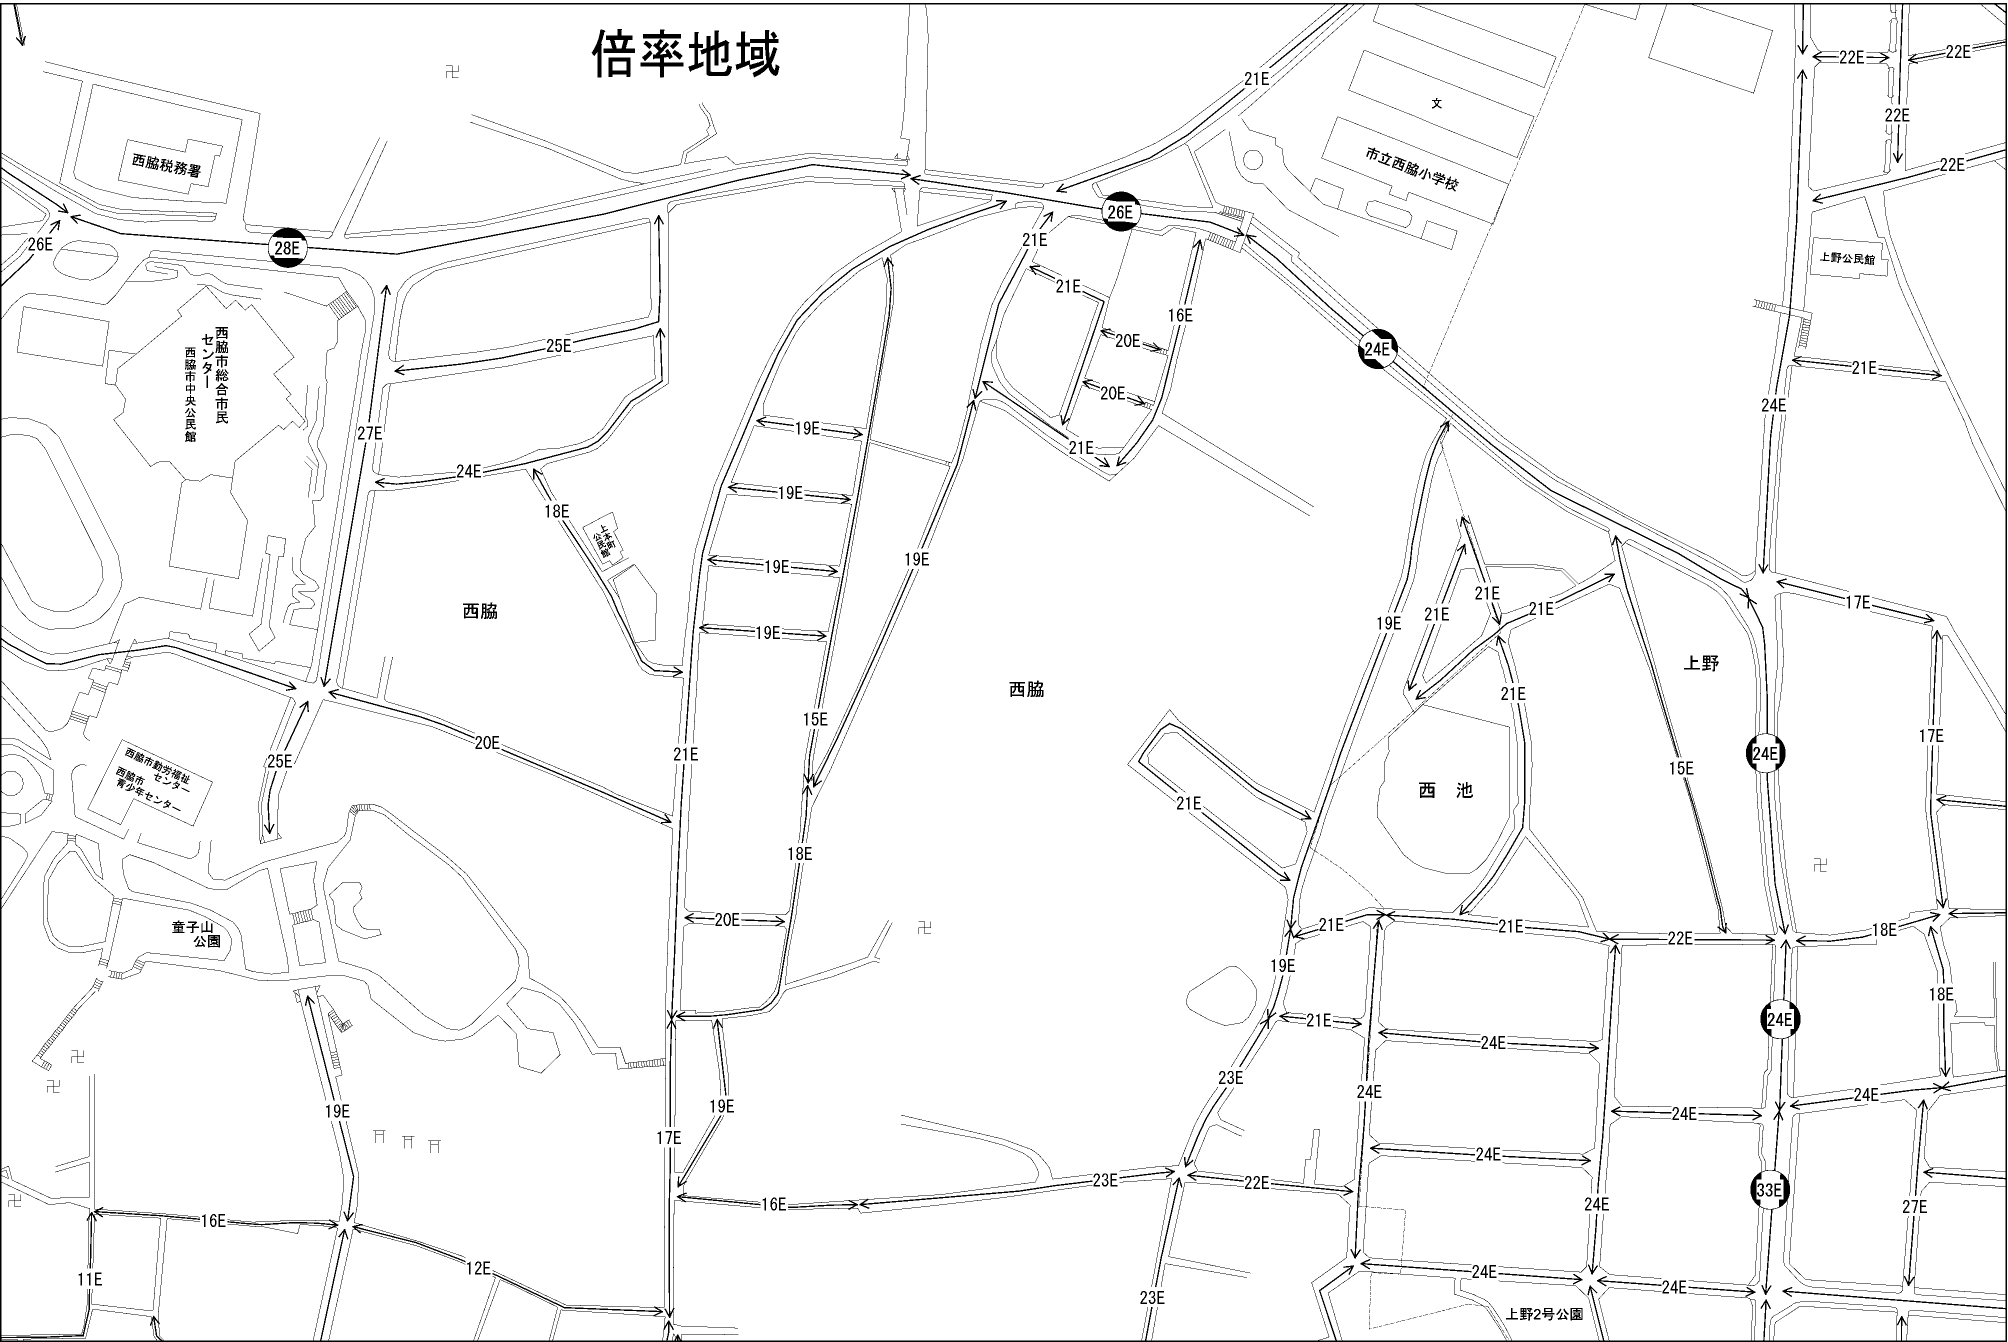 倍率地域
22E
22E
21E
22E
文
西脇税務署
市立西脇小学校
22E
26E
28E
26E
21E
上野公民館
21E
16E
西脇市総合市民
センター
西脇市中央公民館
25E
20E
24E
21E
20E
24E
27E
19E
21E
24E
19E
18E
上本町
公民館
19E
19E
21E
21E
21E
17E
西脇
19E
19E
上野
西脇
21E
15E
17E
20E
21E
25E
24E
15E
西脇市勤労福祉
センター
西脇市
青少年センター
21E
西池
18E
童子山
公園
20E
21E
21E
22E
18E
19E
18E
21E
24E
24E
24E
24E
23E
19E
19E
24E
17E
24E
23E
22E
33E
16E
24E
27E
16E
12E
11E
24E
24E
23E
上野2号公園